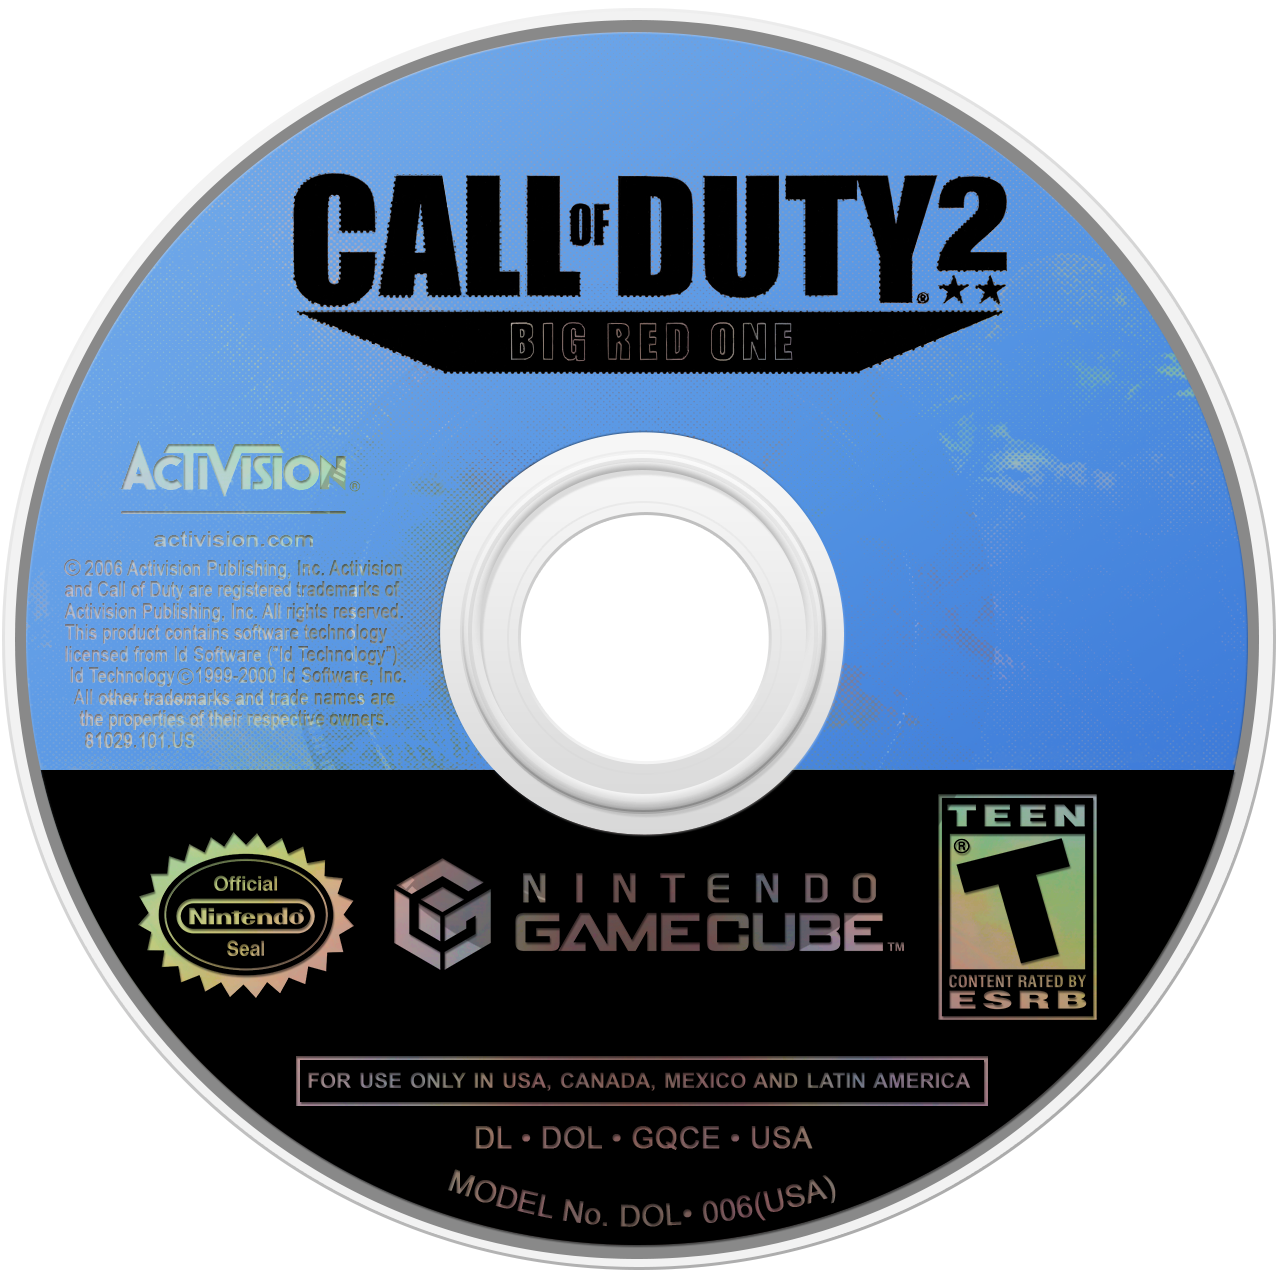 CALL OF DUTY 2
®
BIG RED ONE
ACTIVISION®
activision.com
© 2006 Activision Publishing, Inc. Activision
and Call of Duty are registered trademarks of
Activision Publishing, Inc. All rights reserved.
This product contains software technology
licensed from Id Software ("Id Technology")
Id Technology © 1999-2000 Id Software, Inc.
All other trademarks and trade names are
the properties of their respective owners.
81029.101.US
Official
Nintendo®
Seal
NINTENDO
GAMECUBE™
TEEN
®
T
CONTENT RATED BY
ESRB
FOR USE ONLY IN USA, CANADA, MEXICO AND LATIN AMERICA
DL • DOL • GQCE • USA
MODEL No. DOL• 006(USA)